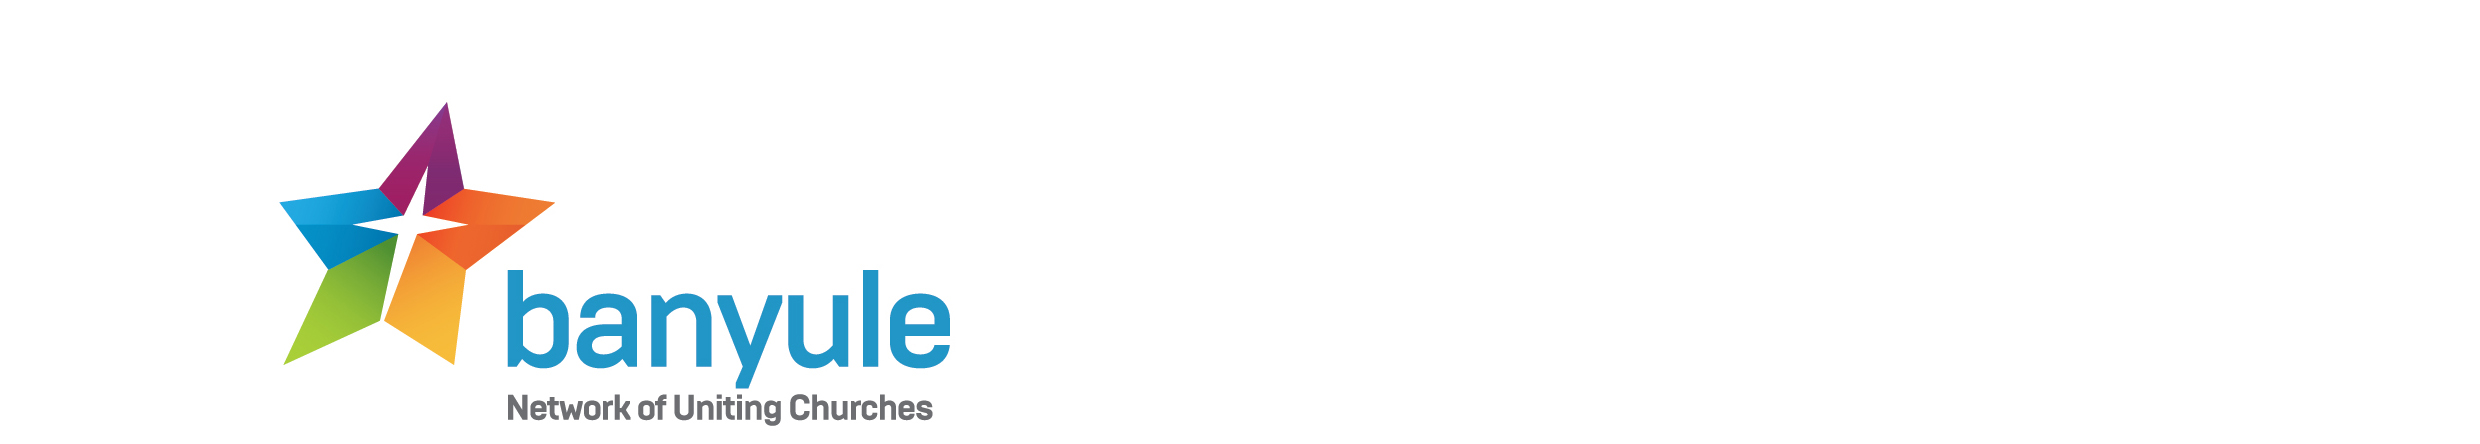 banyule
Network of Uniting Churches